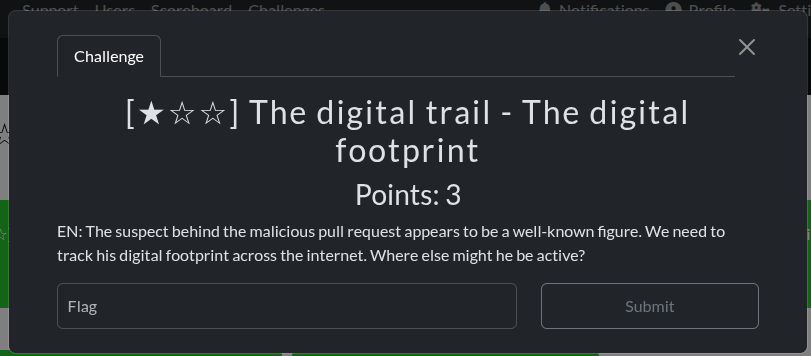 Support Users Scoreboard Challenges Notifications Profile
Challenge
[★☆☆] The digital trail - The digital
footprint
Points: 3
EN: The suspect behind the malicious pull request appears to be a well-known figure. We need to
track his digital footprint across the internet. Where else might he be active?
Flag
Submit